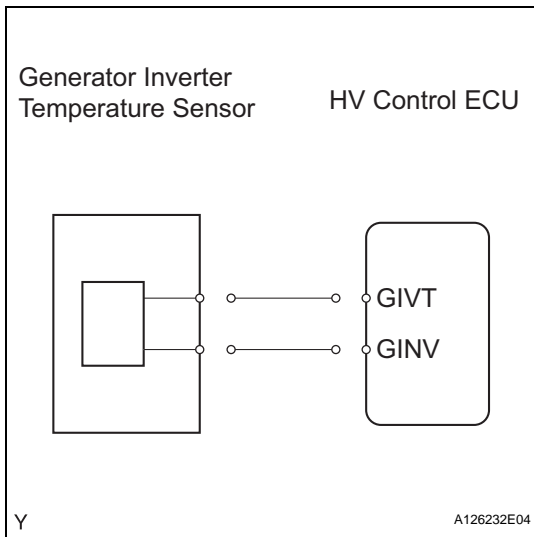 Generator Inverter
Temperature Sensor
HV Control ECU
GIVT
GINV
Y
A126232E04